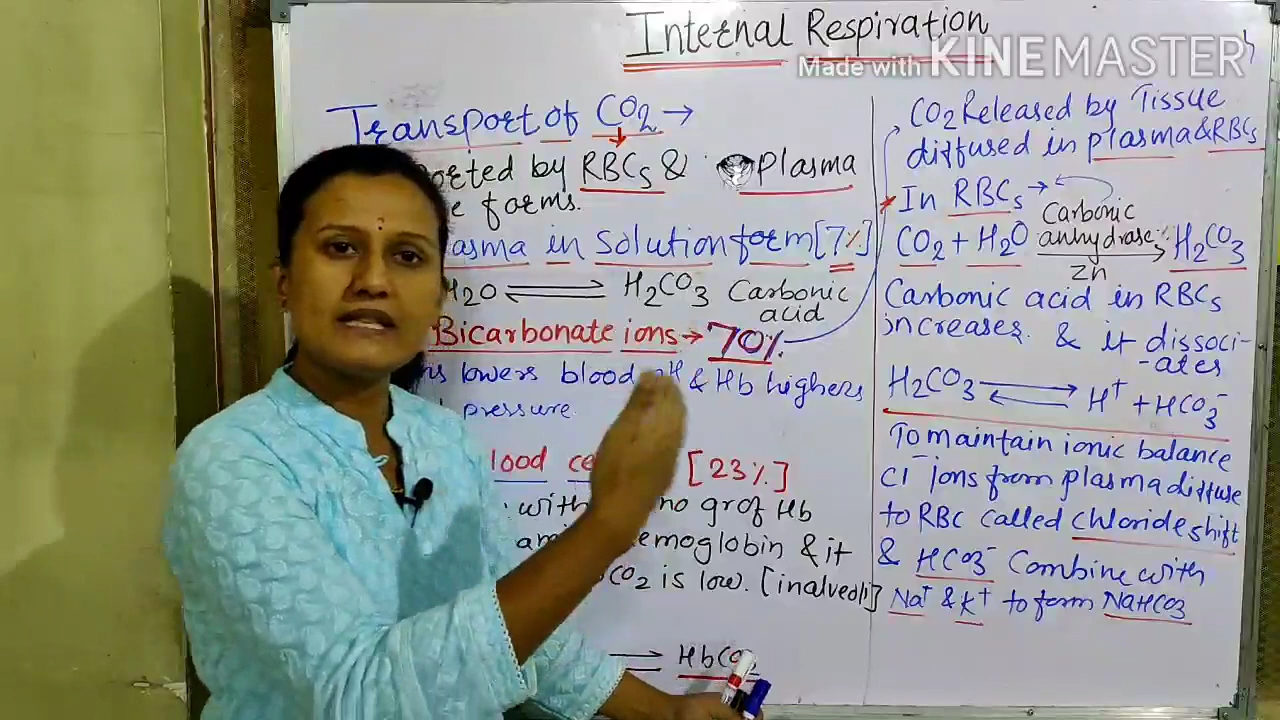 Internal Respiration
Made with KINEMASTER
Transport of CO2 →
RBCs & Plasma
forms.
in solution form [7%]
H2O ⇌ H2CO3 Carbonic
acid
Bicarbonate ions → 70%
lowers blood pH & Hb highers
pressure.
[23%]
with no gr of Hb
hemoglobin & it
CO2 is low. [in alveoli]
HbCO2
CO2 Released by Tissue
diffused in plasma & RBCs
In RBCs →
CO2 + H2O Carbonic anhydrase Zn → H2CO3
Carbonic acid in RBCs
increases. & it dissoci-
-ates
H2CO3 ⇌ H+ + HCO3-
To maintain ionic balance
Cl- ions from plasma diffuse
to RBC called chloride shift
& HCO3- Combine with
Na+ & K+ to form NaHCO3